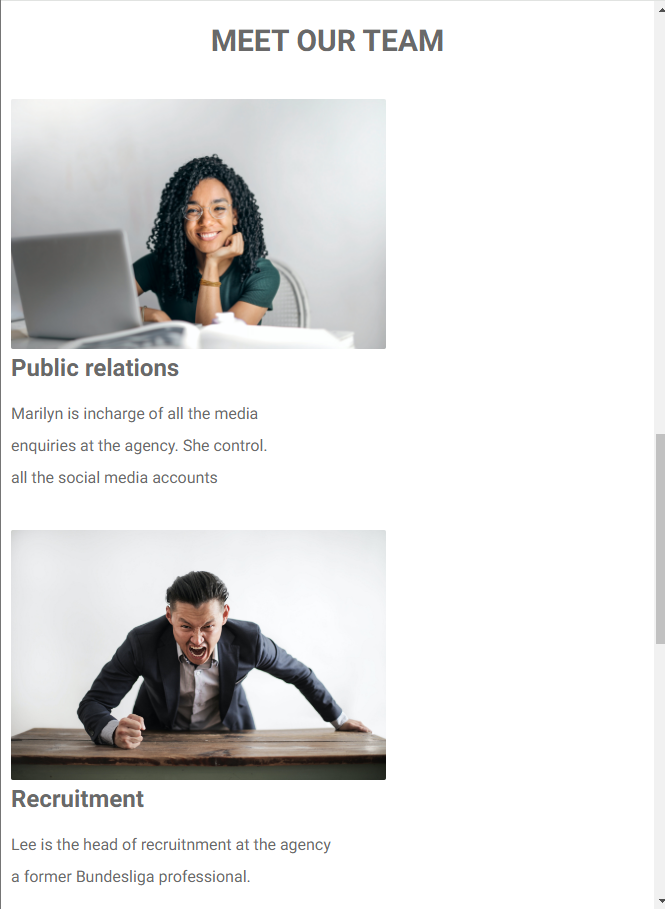 MEET OUR TEAM
Public relations
Marilyn is incharge of all the media
enquiries at the agency. She control.
all the social media accounts
Recruitment
Lee is the head of recruitnment at the agency
a former Bundesliga professional.